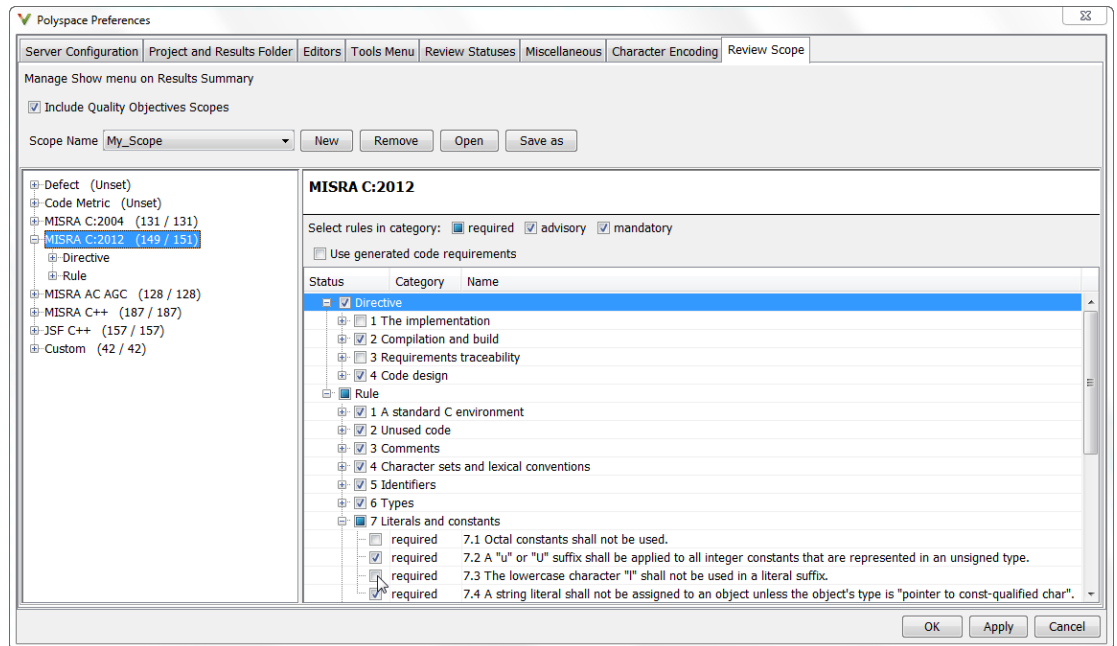 Polyspace Preferences
Server Configuration Project and Results Folder Editors Tools Menu Review Statuses Miscellaneous Character Encoding Review Scope
Manage Show menu on Results Summary
Include Quality Objectives Scopes
Scope Name My_Scope New Remove Open Save as
Defect (Unset)
Code Metric (Unset)
MISRA C:2004 (131 / 131)
MISRA C:2012 (149 / 151)
Directive
Rule
MISRA AC AGC (128 / 128)
MISRA C++ (187 / 187)
JSF C++ (157 / 157)
Custom (42 / 42)
MISRA C:2012
Select rules in category: required advisory mandatory
Use generated code requirements
Status Category Name
Directive
1 The implementation
2 Compilation and build
3 Requirements traceability
4 Code design
Rule
1 A standard C environment
2 Unused code
3 Comments
4 Character sets and lexical conventions
5 Identifiers
6 Types
7 Literals and constants
required 7.1 Octal constants shall not be used.
required 7.2 A "u" or "U" suffix shall be applied to all integer constants that are represented in an unsigned type.
required 7.3 The lowercase character "l" shall not be used in a literal suffix.
required 7.4 A string literal shall not be assigned to an object unless the object's type is "pointer to const-qualified char".
OK Apply Cancel